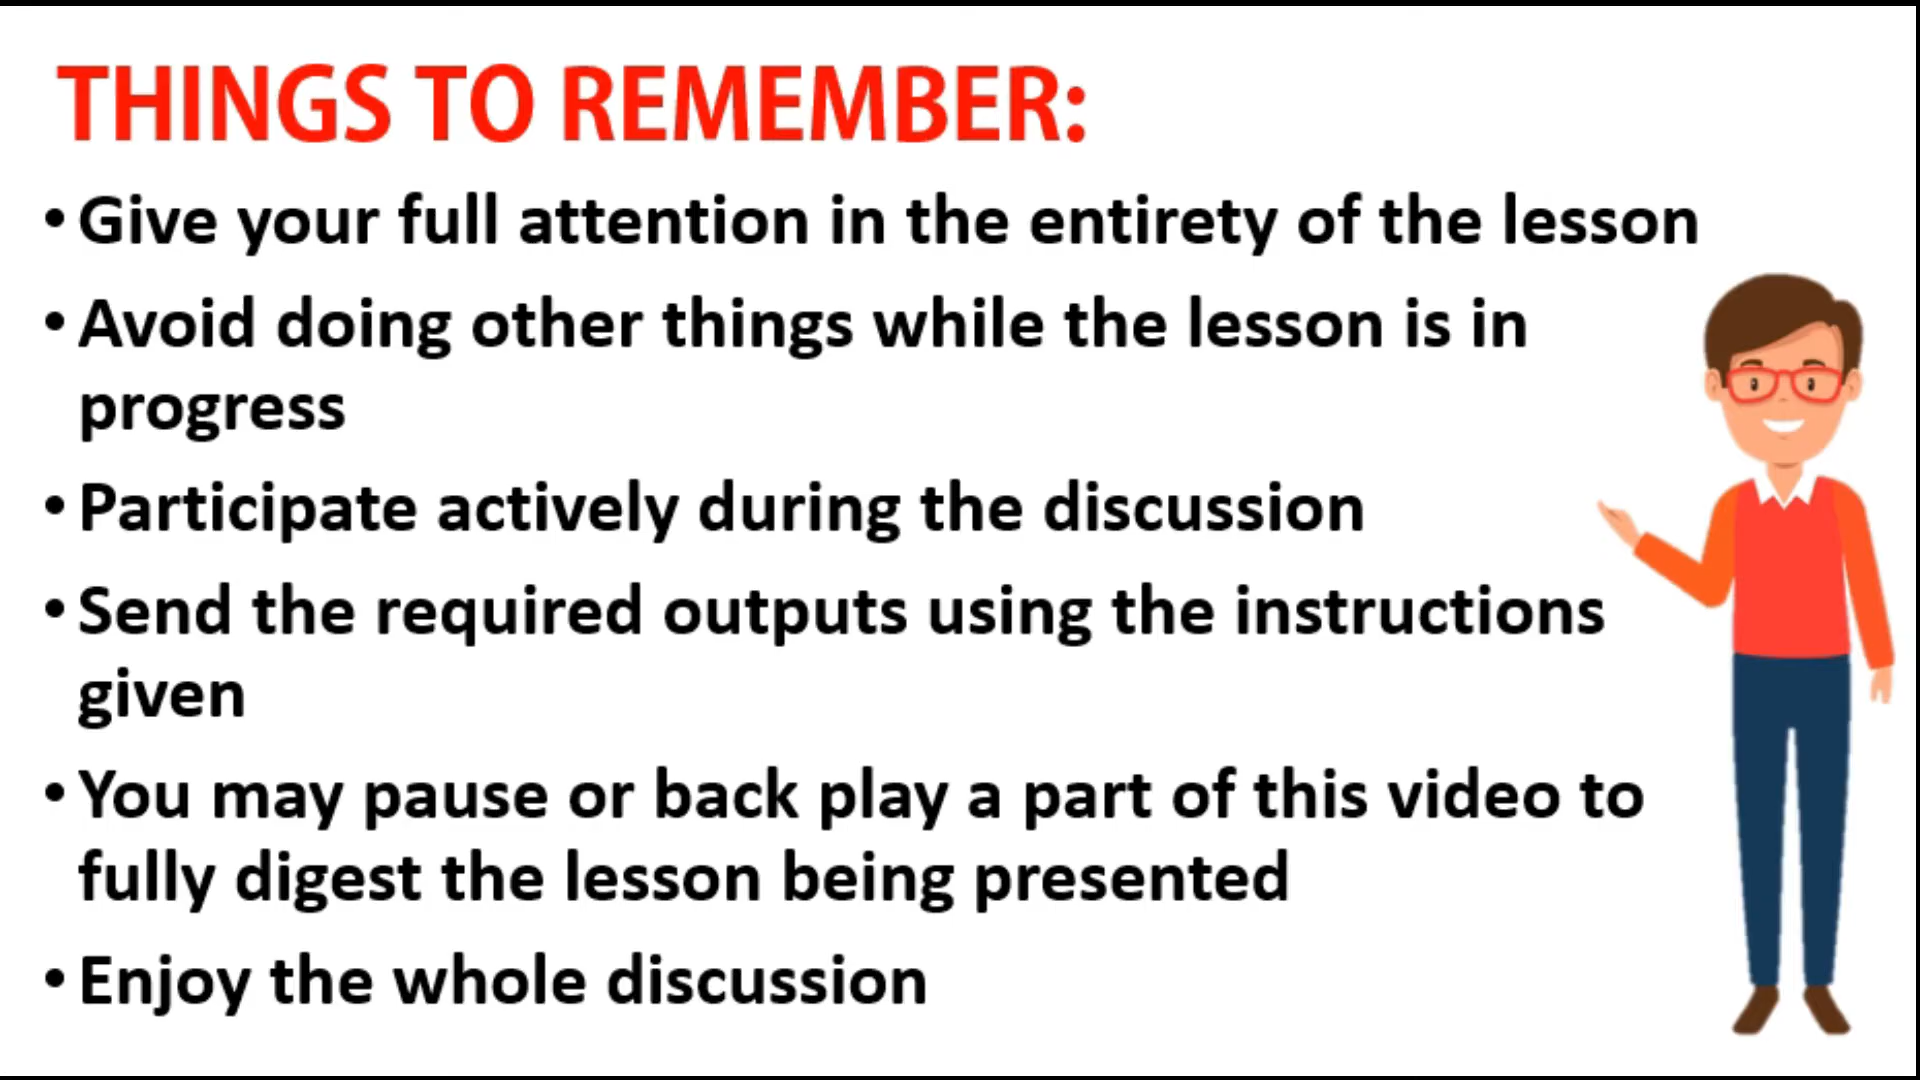 THINGS TO REMEMBER:
• Give your full attention in the entirety of the lesson
• Avoid doing other things while the lesson is in
progress
• Participate actively during the discussion
• Send the required outputs using the instructions
given
• You may pause or back play a part of this video to
fully digest the lesson being presented
• Enjoy the whole discussion